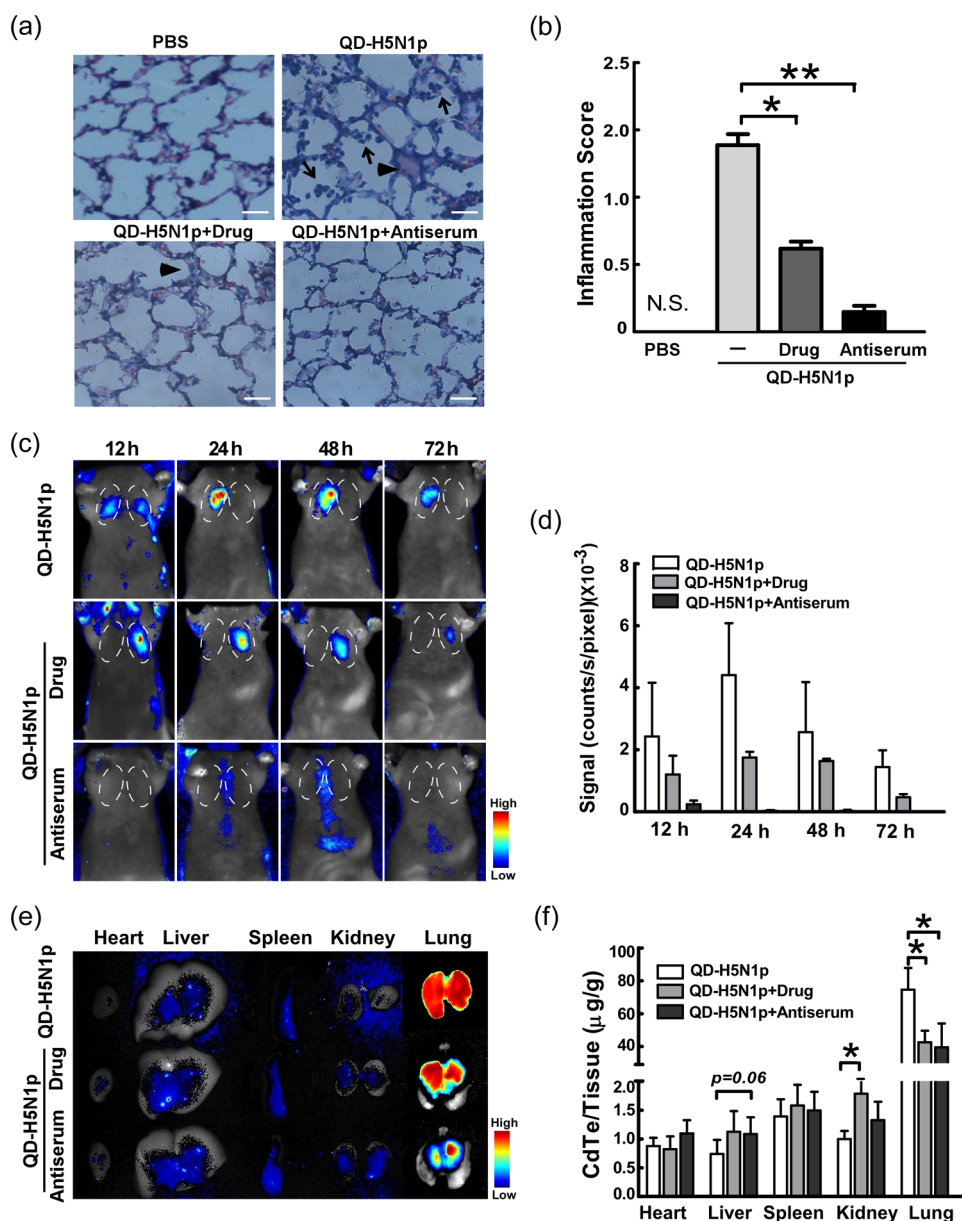 (a)
PBS
QD-H5N1p
QD-H5N1p+Drug
QD-H5N1p+Antiserum
(b)
Inflammation Score
2.0
1.0
0.5
0
**
*
N.S.
PBS
—
Drug
Antiserum
QD-H5N1p
(c)
12 h
24 h
48 h
72 h
QD-H5N1p
QD-H5N1p
Drug
Antiserum
High
Low
(d)
Signal (counts/s/pixel)(X10⁻³)
8
6
4
2
0
QD-H5N1p
QD-H5N1p+Drug
QD-H5N1p+Antiserum
12 h
24 h
48 h
72 h
(e)
Heart
Liver
Spleen
Kidney
Lung
QD-H5N1p
QD-H5N1p
Drug
Antiserum
High
Low
(f)
CdTe/Tissue (μ g/g)
100
80
60
40
2.0
1.5
1.0
0.5
0.0
QD-H5N1p
QD-H5N1p+Drug
QD-H5N1p+Antiserum
p=0.06
*
*
*
Heart
Liver
Spleen
Kidney
Lung